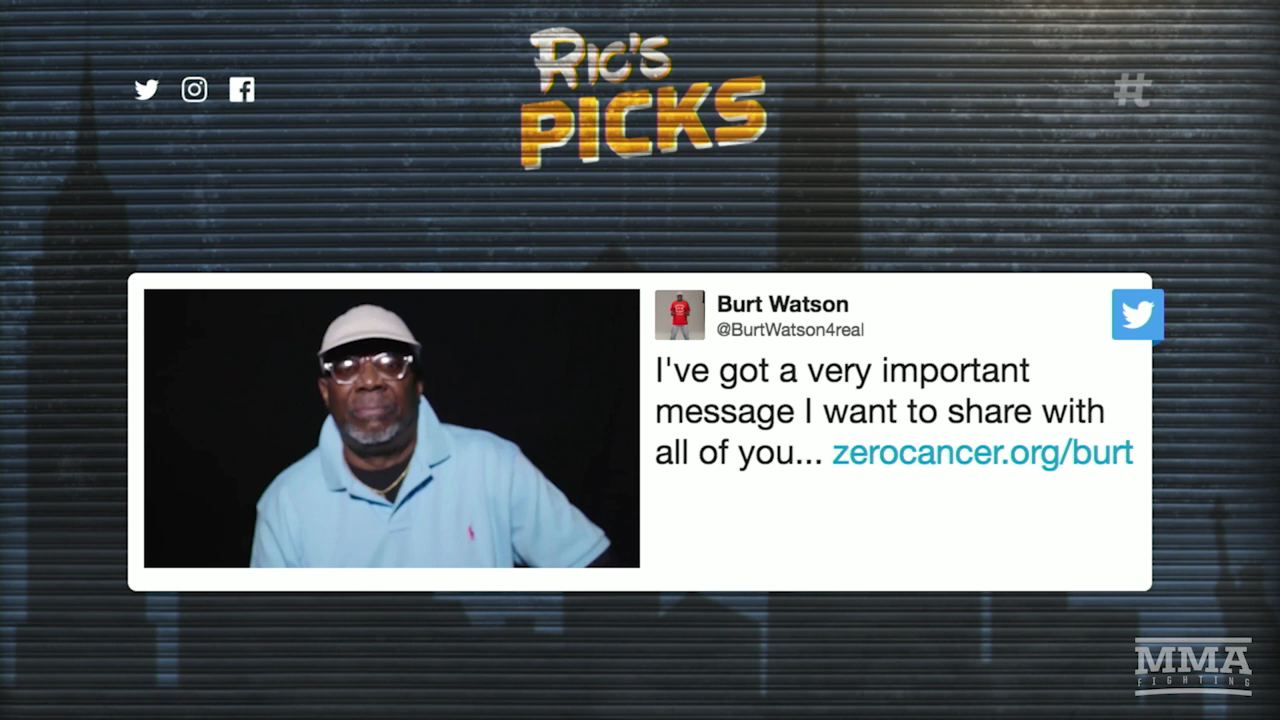 RIC'S
PICKS
#
Burt Watson
@BurtWatson4real
I've got a very important
message I want to share with
all of you... zerocancer.org/burt
MMA
FIGHTING